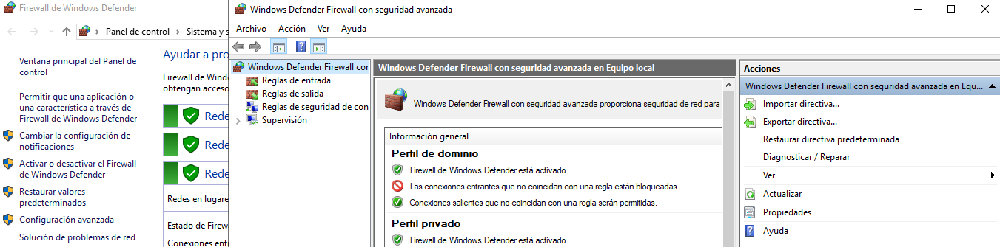 Firewall de Windows Defender
Panel de control
Sistema y s
Ventana principal del Panel de
control
Permitir que una aplicación o
una característica a través de
Firewall de Windows Defender
Cambiar la configuración de
notificaciones
Activar o desactivar el Firewall
de Windows Defender
Restaurar valores
predeterminados
Configuración avanzada
Solución de problemas de red
Ayudar a pro
Firewall de Wind
obtengan acceso
Rede
Rede
Rede
Redes en lugare
Estado de Firew
Conexiones entr
Windows Defender Firewall con seguridad avanzada
Archivo Acción Ver Ayuda
Windows Defender Firewall con
Reglas de entrada
Reglas de salida
Reglas de seguridad de con
Supervisión
Windows Defender Firewall con seguridad avanzada en Equipo local
Windows Defender Firewall con seguridad avanzada proporciona seguridad de red para
Información general
Perfil de dominio
Firewall de Windows Defender está activado.
Las conexiones entrantes que no coincidan con una regla están bloqueadas.
Conexiones salientes que no coincidan con una regla serán permitidas.
Perfil privado
Firewall de Windows Defender está activado.
Acciones
Windows Defender Firewall con seguridad avanzada en Equ...
Importar directiva...
Exportar directiva...
Restaurar directiva predeterminada
Diagnosticar / Reparar
Ver
Actualizar
Propiedades
Ayuda